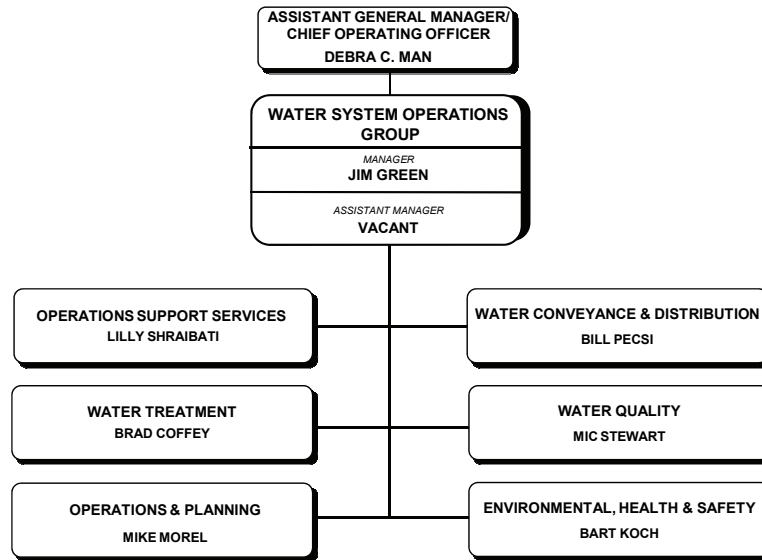 ASSISTANT GENERAL MANAGER/
CHIEF OPERATING OFFICER
DEBRA C. MAN
WATER SYSTEM OPERATIONS
GROUP
MANAGER
JIM GREEN
ASSISTANT MANAGER
VACANT
OPERATIONS SUPPORT SERVICES
LILLY SHRAIBATI
WATER CONVEYANCE & DISTRIBUTION
BILL PECSI
WATER TREATMENT
BRAD COFFEY
WATER QUALITY
MIC STEWART
OPERATIONS & PLANNING
MIKE MOREL
ENVIRONMENTAL, HEALTH & SAFETY
BART KOCH